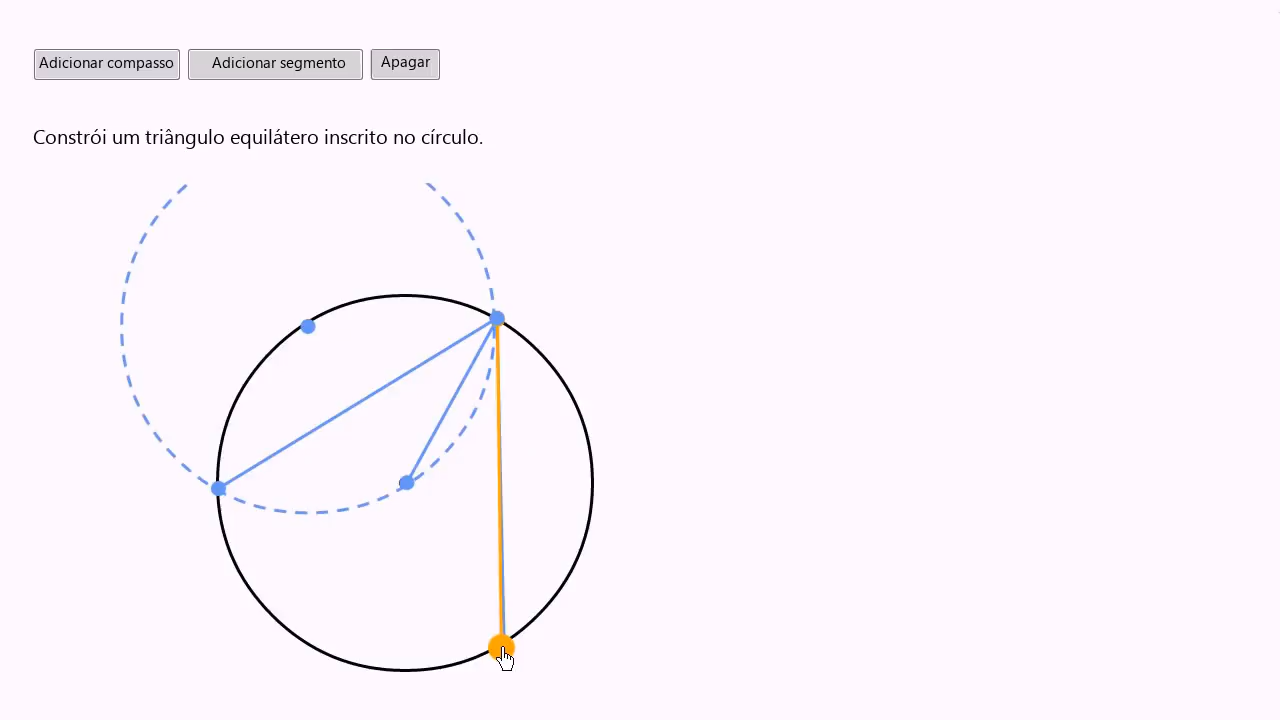 Adicionar compasso Adicionar segmento Apagar
Constrói um triângulo equilátero inscrito no círculo.